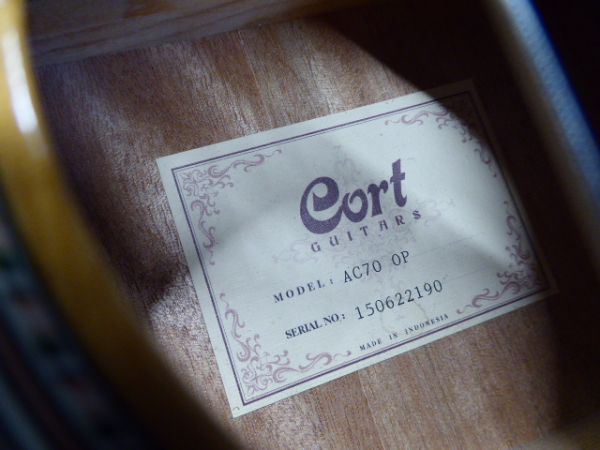 Cort
GUITARS
MODEL: AC70 OP
SERIAL NO: 150622190
MADE IN INDONESIA